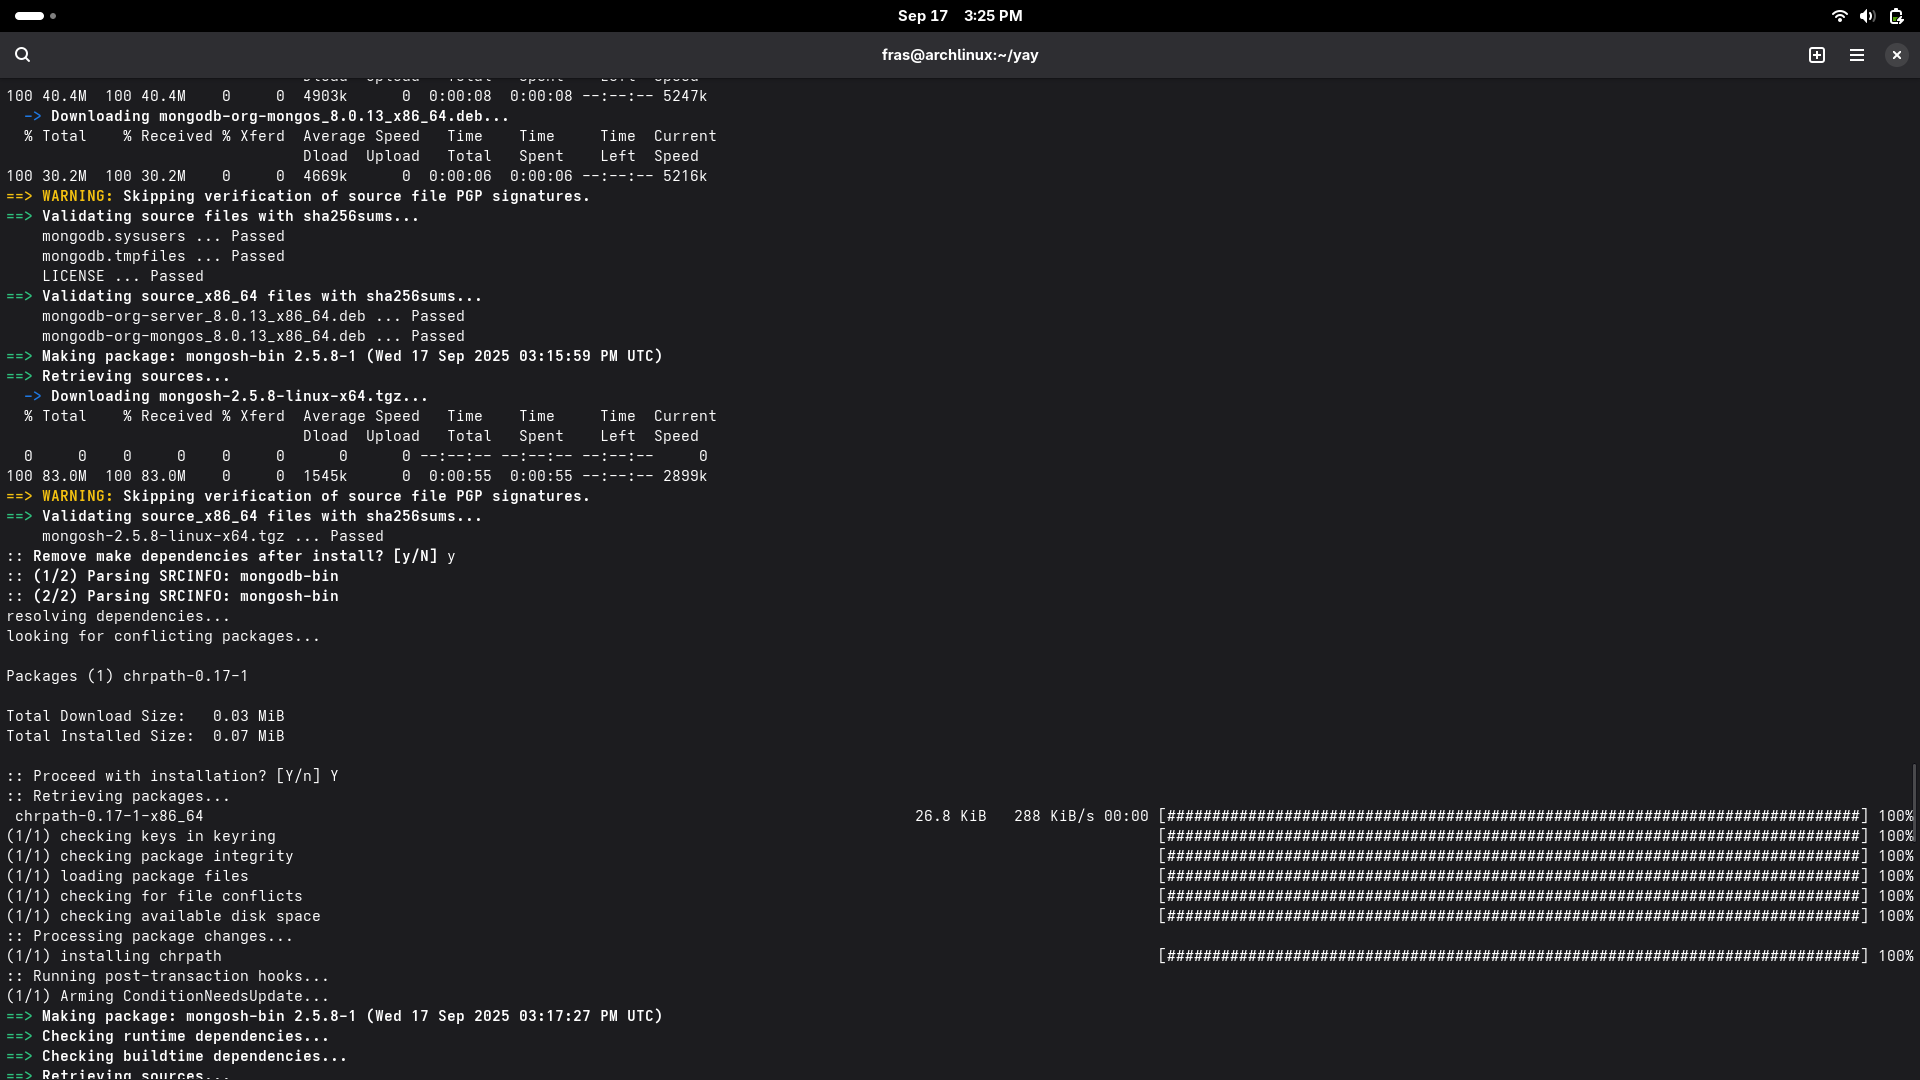 Sep 17 3:25 PM
fras@archlinux:~/yay
Dload Upload Total Spent Left Speed
100 40.4M 100 40.4M 0 0 4903k 0 0:00:08 0:00:08 --:--:-- 5247k
-> Downloading mongodb-org-mongos_8.0.13_x86_64.deb...
% Total % Received % Xferd Average Speed Time Time Time Current
Dload Upload Total Spent Left Speed
100 30.2M 100 30.2M 0 0 4669k 0 0:00:06 0:00:06 --:--:-- 5216k
==> WARNING: Skipping verification of source file PGP signatures.
==> Validating source files with sha256sums...
mongodb.sysusers ... Passed
mongodb.tmpfiles ... Passed
LICENSE ... Passed
==> Validating source_x86_64 files with sha256sums...
mongodb-org-server_8.0.13_x86_64.deb ... Passed
mongodb-org-mongos_8.0.13_x86_64.deb ... Passed
==> Making package: mongosh-bin 2.5.8-1 (Wed 17 Sep 2025 03:15:59 PM UTC)
==> Retrieving sources...
-> Downloading mongosh-2.5.8-linux-x64.tgz...
% Total % Received % Xferd Average Speed Time Time Time Current
Dload Upload Total Spent Left Speed
0 0 0 0 0 0 0 0 --:--:-- --:--:-- --:--:-- 0
100 83.0M 100 83.0M 0 0 1545k 0 0:00:55 0:00:55 --:--:-- 2899k
==> WARNING: Skipping verification of source file PGP signatures.
==> Validating source_x86_64 files with sha256sums...
mongosh-2.5.8-linux-x64.tgz ... Passed
:: Remove make dependencies after install? [y/N] y
:: (1/2) Parsing SRCINFO: mongodb-bin
:: (2/2) Parsing SRCINFO: mongosh-bin
resolving dependencies...
looking for conflicting packages...
Packages (1) chrpath-0.17-1
Total Download Size: 0.03 MiB
Total Installed Size: 0.07 MiB
:: Proceed with installation? [Y/n] Y
:: Retrieving packages...
chrpath-0.17-1-x86_64 26.8 KiB 288 KiB/s 00:00 [#############################################################################] 100%
(1/1) checking keys in keyring [#############################################################################] 100%
(1/1) checking package integrity [#############################################################################] 100%
(1/1) loading package files [#############################################################################] 100%
(1/1) checking for file conflicts [#############################################################################] 100%
(1/1) checking available disk space [#############################################################################] 100%
:: Processing package changes...
(1/1) installing chrpath [#############################################################################] 100%
:: Running post-transaction hooks...
(1/1) Arming ConditionNeedsUpdate...
==> Making package: mongosh-bin 2.5.8-1 (Wed 17 Sep 2025 03:17:27 PM UTC)
==> Checking runtime dependencies...
==> Checking buildtime dependencies...
==> Retrieving sources...